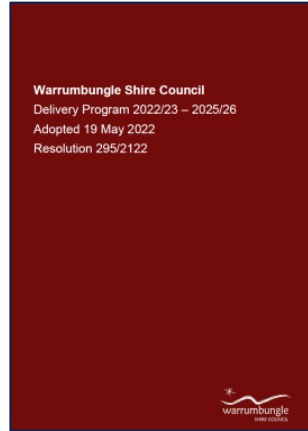 Warrumbungle Shire Council
Delivery Program 2022/23 – 2025/26
Adopted 19 May 2022
Resolution 295/2122
warrumbungle
SHIRE COUNCIL